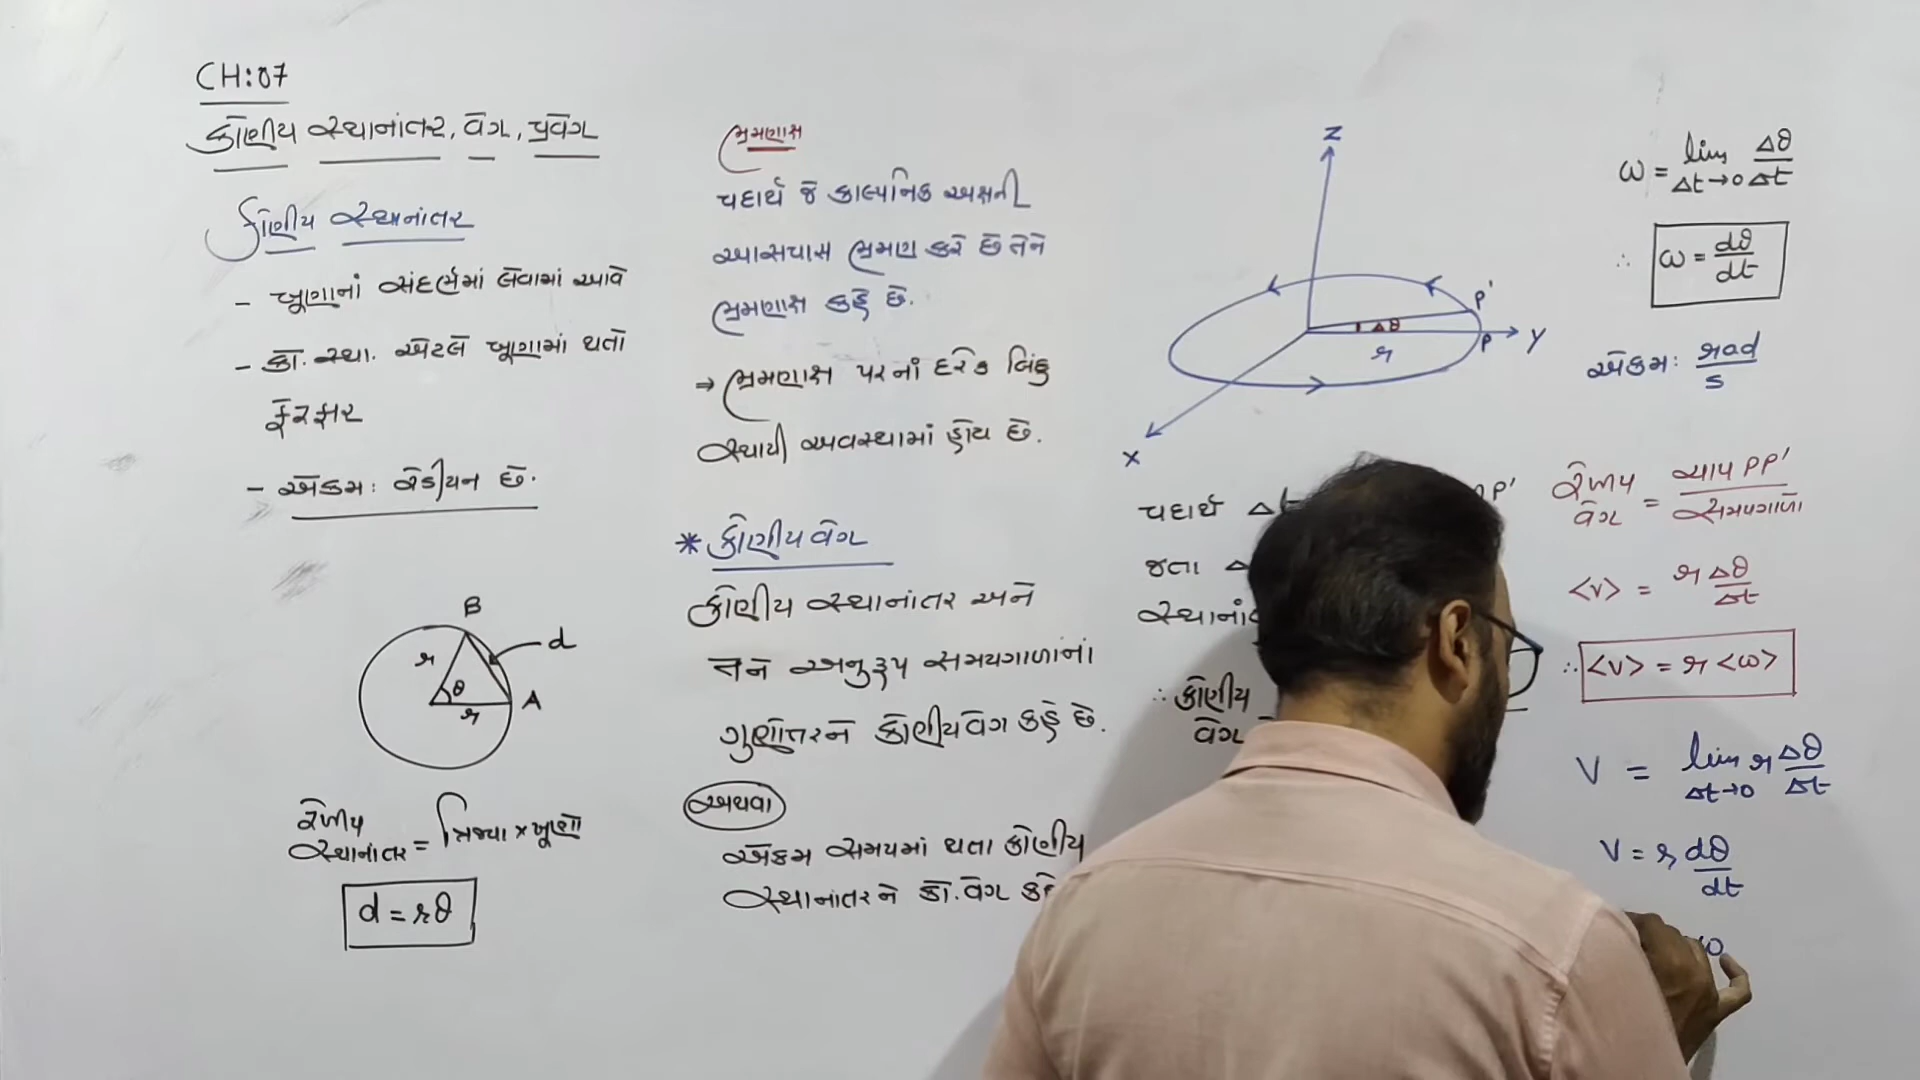 CH:07
કોણીય સ્થાનાંતર, વેગ, પ્રવેગ
કોણીય સ્થાનાંતર
- ખૂણાનાં સંદર્ભમાં લેવામાં આવે
- કો. સ્થા. એટલે ખૂણામાં થતો
ફેરફાર
- એકમ: રેડીયન છે.
B
d
r
θ
r
A
રેખીય
સ્થાનાંતર = ત્રિજ્યા × ખૂણો
d = rθ
ભ્રમણાક્ષ
પદાર્થ જે કાલ્પનિક અક્ષની
આસપાસ ભ્રમણ કરે છે તેને
ભ્રમણાક્ષ કહે છે.
→ ભ્રમણાક્ષ પરનાં દરેક બિંદુ
સ્થાયી અવસ્થામાં હોય છે.
* કોણીય વેગ
કોણીય સ્થાનાંતર અને
તેને અનુરૂપ સમયગાળાનાં
ગુણોત્તરને કોણીયવેગ કહે છે.
અથવા
એકમ સમયમાં થતા કોણીય
સ્થાનાંતરને કો. વેગ
Z
P'
Δθ
P
Y
r
X
પદાર્થ
P'
જતા
∴ કોણીય
વેગ
ω = lim Δθ
Δt→0 Δt
∴ ω = dθ
dt
એકમ: rad
s
રેખીય
વેગ = ચાપ PP'
સમયગાળો
<v> = r Δθ
Δt
∴ <v> = r <ω>
V = lim r Δθ
Δt→0 Δt
V = r dθ
dt
ω